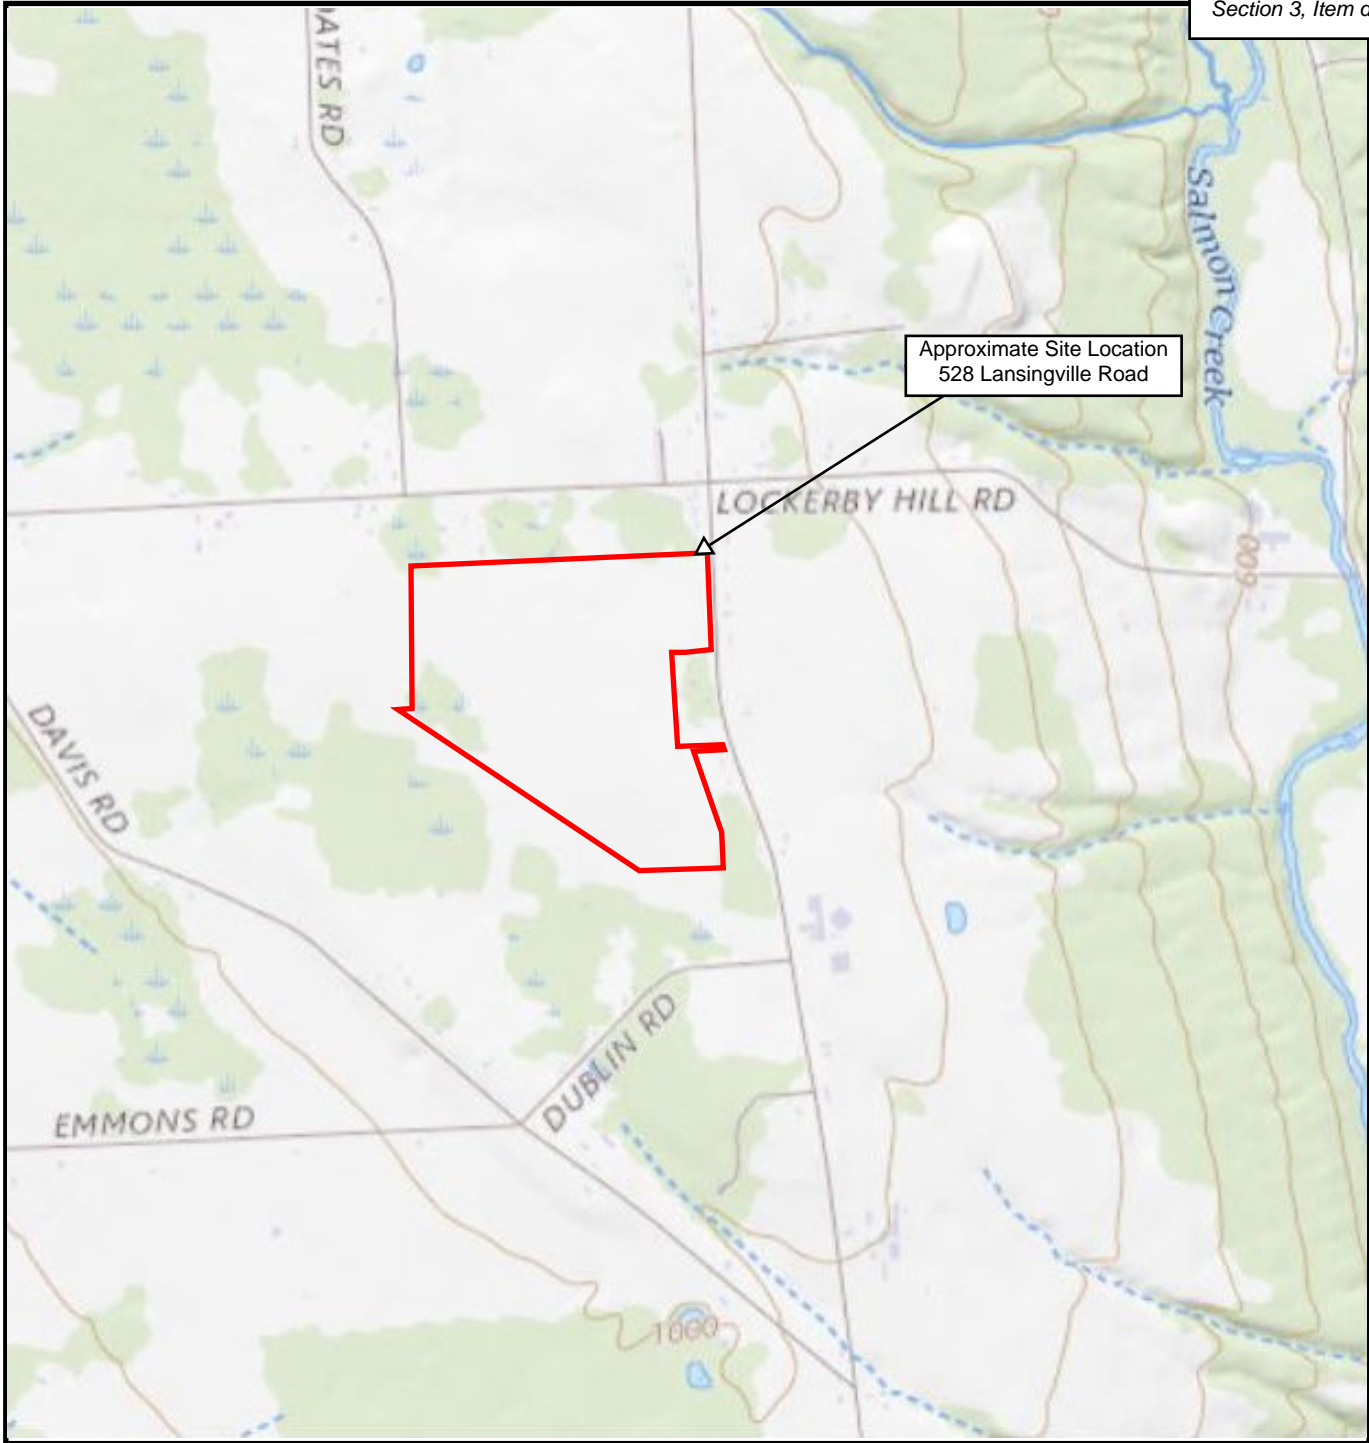 Section 3, Item
ATES RD
Salmon Creek
Approximate Site Location
528 Lansingville Road
LOCKERBY HILL RD
600
DAVIS RD
DUBLIN RD
EMMONS RD
1000